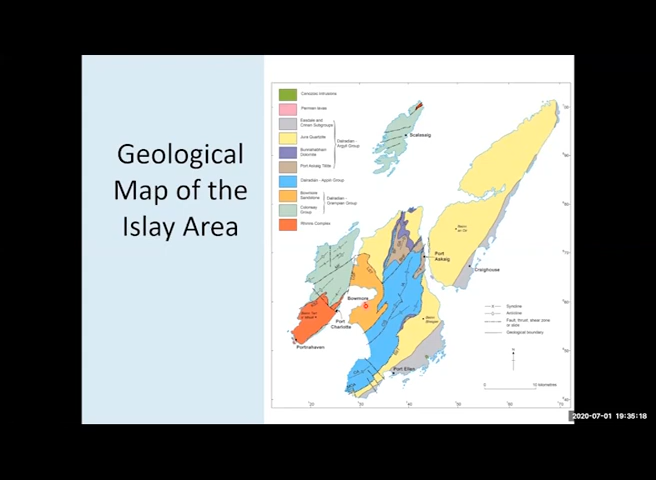 Geological
Map of the
Islay Area
Cenozoic Intrusions
Permian lavas
Easdale and
Crinan Subgroups
Jura Quartzite
Bonnahabhain
Dolomite
Port Askaig Tillite
Dalradian -
Argyll Group
Dalradian - Appin Group
Bowmore
Sandstone
Colonsay
Group
Dalradian -
Grampian Group
Rhinns Complex
Scalasaig
Port
Askaig
Craighouse
Bowmore
Port
Charlotte
Portnahaven
Port Ellen
Syncline
Anticline
Fault, thrust, shear zone
or slide
Geological boundary
N
0
10 kilometres
2020-07-01 19:35:18